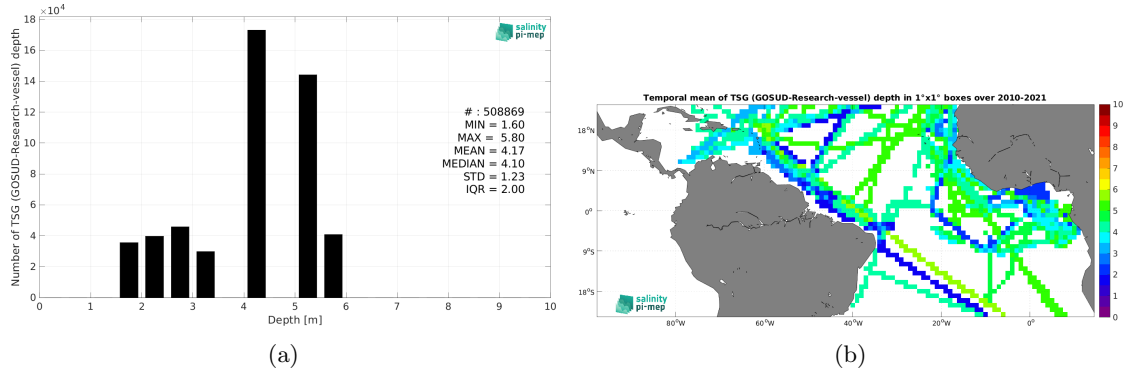 18 ×10⁴
16
14
12
10
8
6
4
2
0
Number of TSG (GOSUD-Research-vessel) depth
salinity
pi-mep
# : 508869
MIN = 1.60
MAX = 5.80
MEAN = 4.17
MEDIAN = 4.10
STD = 1.23
IQR = 2.00
0 1 2 3 4 5 6 7 8 9 10
Depth [m]
(a)
Temporal mean of TSG (GOSUD-Research-vessel) depth in 1°x1° boxes over 2010-2021
18°N
9°N
0°
9°S
18°S
salinity
pi-mep
80°W 60°W 40°W 20°W 0°
10
9
8
7
6
5
4
3
2
1
0
(b)